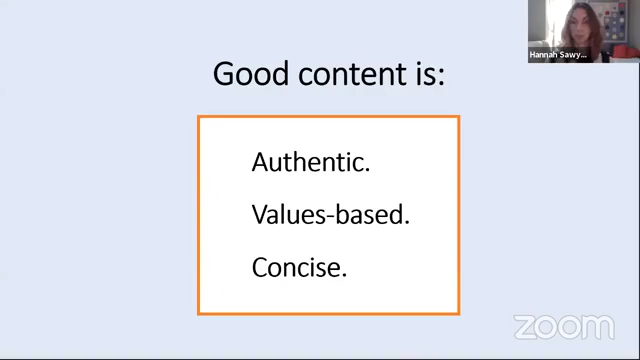 Good content is:
Authentic.
Values-based.
Concise.
Hannah Sawy...
zoom